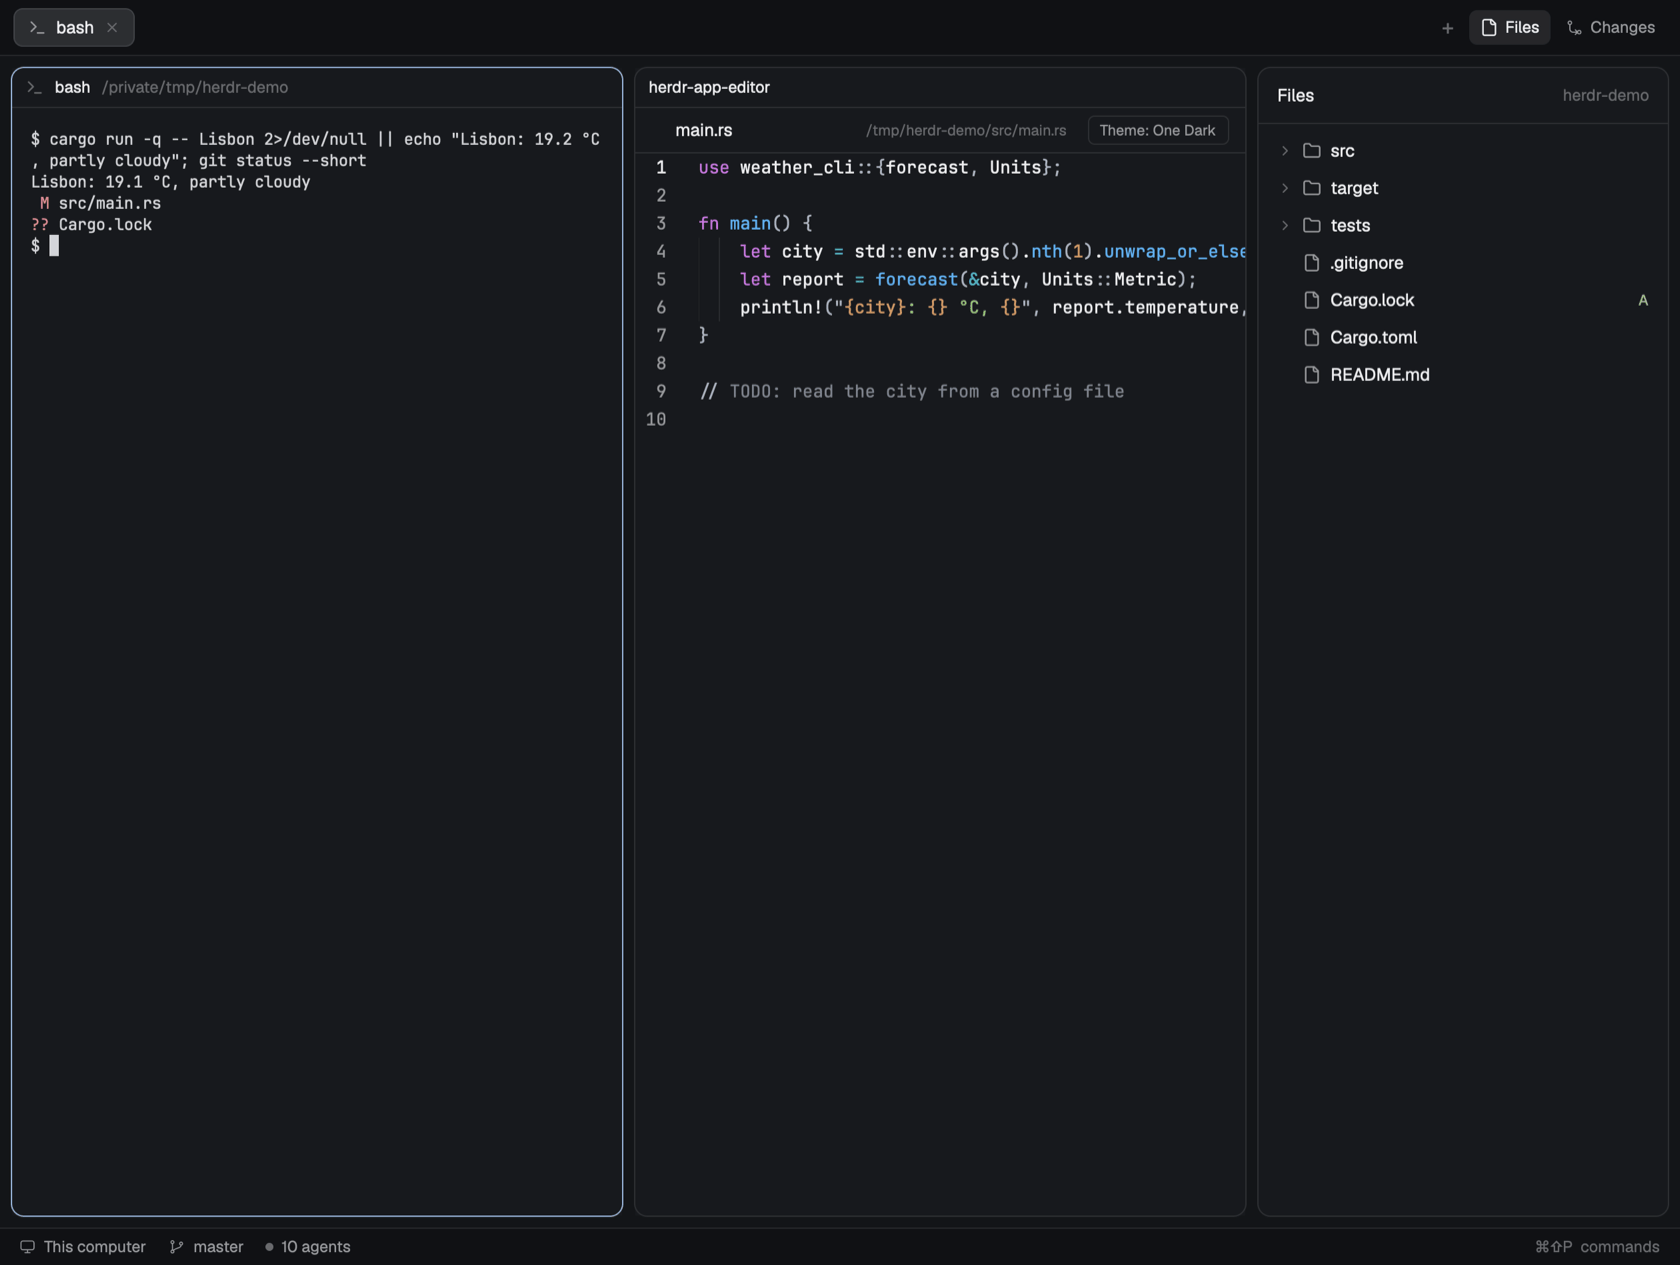 bash
Files
Changes
bash /private/tmp/herdr-demo
$ cargo run -q -- Lisbon 2>/dev/null || echo "Lisbon: 19.2 °C
, partly cloudy"; git status --short
Lisbon: 19.1 °C, partly cloudy
M src/main.rs
?? Cargo.lock
$
herdr-app-editor
main.rs /tmp/herdr-demo/src/main.rs Theme: One Dark
1 use weather_cli::{forecast, Units};
2
3 fn main() {
4 let city = std::env::args().nth(1).unwrap_or_else
5 let report = forecast(&city, Units::Metric);
6 println!("{city}: {} °C, {}", report.temperature,
7 }
8
9 // TODO: read the city from a config file
10
Files herdr-demo
src
target
tests
.gitignore
Cargo.lock A
Cargo.toml
README.md
This computer master 10 agents
⌘⇧P commands